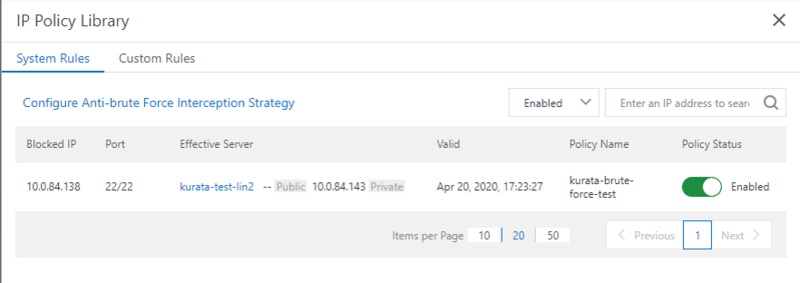 IP Policy Library
System Rules Custom Rules
Configure Anti-brute Force Interception Strategy Enabled Enter an IP address to sear
Blocked IP Port Effective Server Valid Policy Name Policy Status
10.0.84.138 22/22 kurata-test-lin2 -- Public 10.0.84.143 Private Apr 20, 2020, 17:23:27 kurata-brute- Enabled
force-test
Items per Page 10 20 50 Previous 1 Next